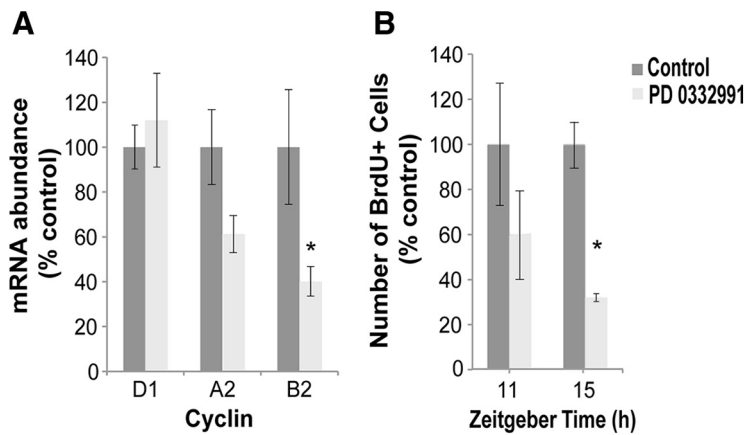 A
mRNA abundance
(% control)
140
120
100
80
60
40
20
0
*
D1 A2 B2
Cyclin
B
Number of BrdU+ Cells
(% control)
140
120
100
80
60
40
20
0
*
11 15
Zeitgeber Time (h)
Control
PD 0332991